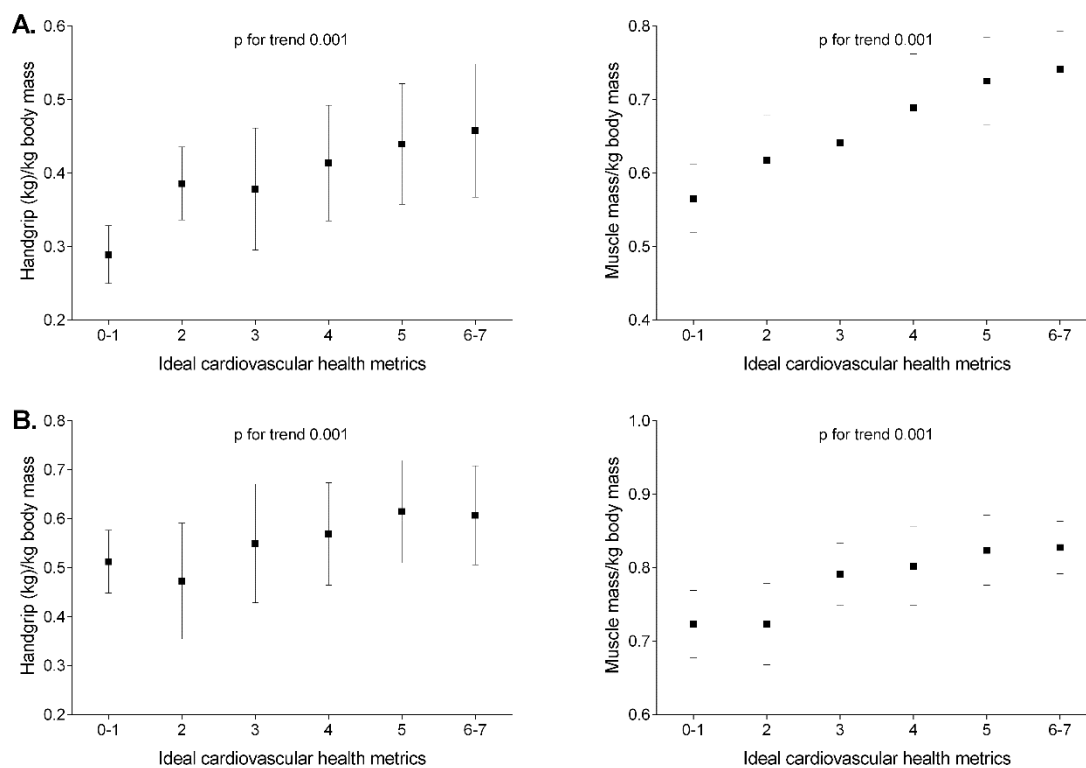 A.
p for trend 0.001
Handgrip (kg)/kg body mass
0.6
0.5
0.4
0.3
0.2
0-1 2 3 4 5 6-7
Ideal cardiovascular health metrics
p for trend 0.001
Muscle mass/kg body mass
0.8
0.7
0.6
0.5
0.4
0-1 2 3 4 5 6-7
Ideal cardiovascular health metrics
B.
p for trend 0.001
Handgrip (kg)/kg body mass
0.8
0.7
0.6
0.5
0.4
0.3
0.2
0-1 2 3 4 5 6-7
Ideal cardiovascular health metrics
p for trend 0.001
Muscle mass/kg body mass
1.0
0.9
0.8
0.7
0.6
0-1 2 3 4 5 6-7
Ideal cardiovascular health metrics